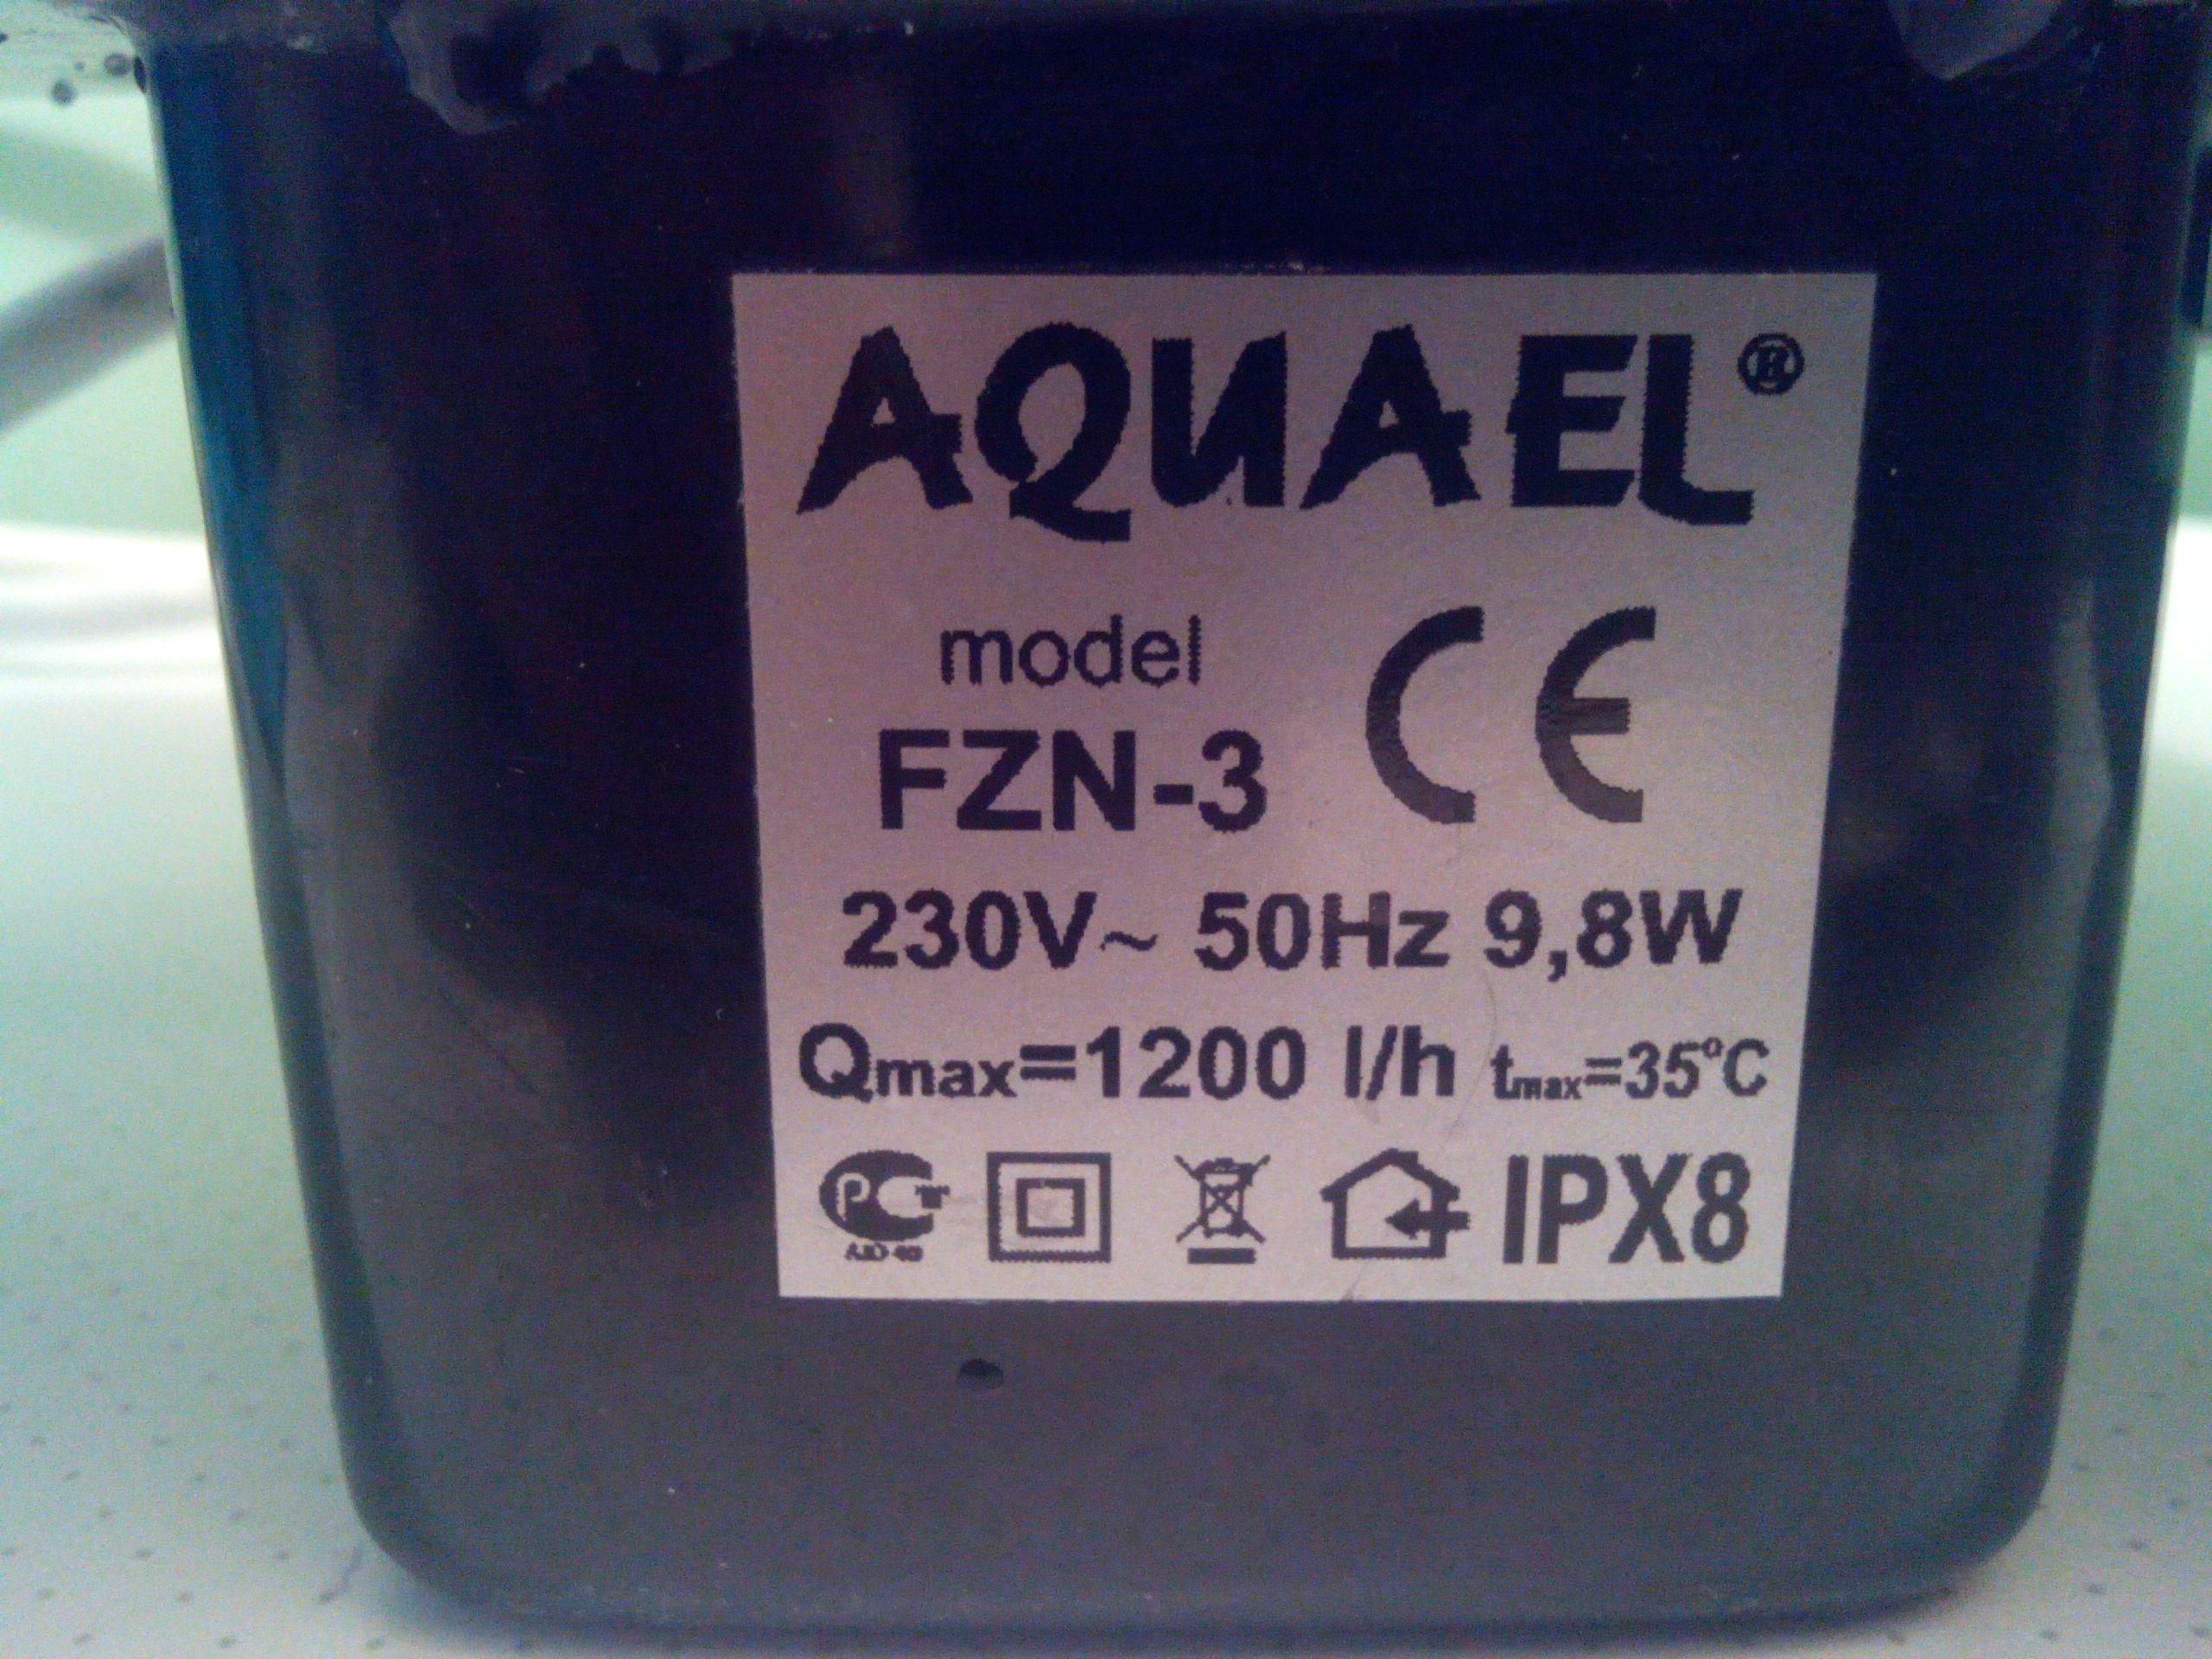 AQUAEL®
model
FZN-3 CE
230V~ 50Hz 9,8W
Qmax=1200 l/h tmax=35°C
IPX8